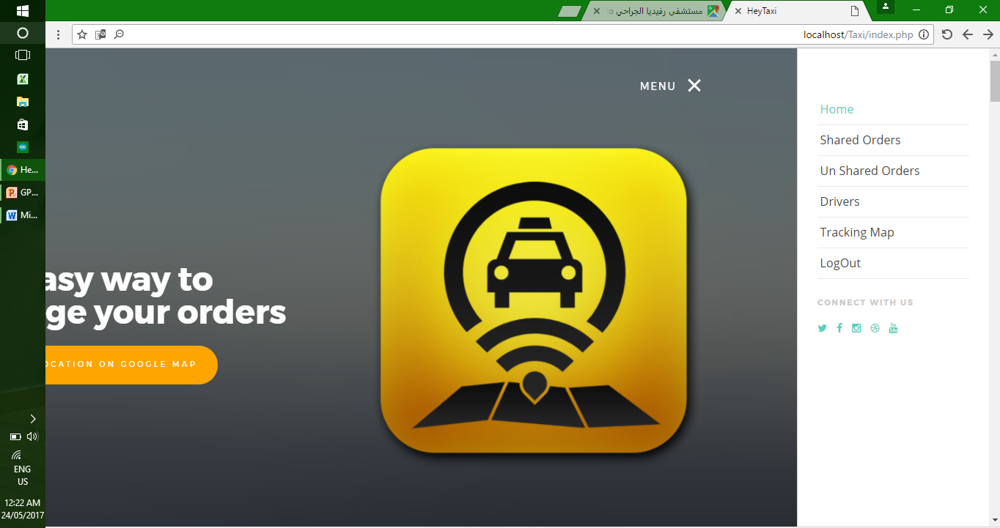 مستشفى رفيديا الجراحي to
HeyTaxi
localhost/Taxi/index.php
MENU
Home
Shared Orders
Un Shared Orders
Drivers
Tracking Map
LogOut
CONNECT WITH US
asy way to
ge your orders
OCATION ON GOOGLE MAP
He...
GP...
Mi...
ENG
US
12:22 AM
24/05/2017